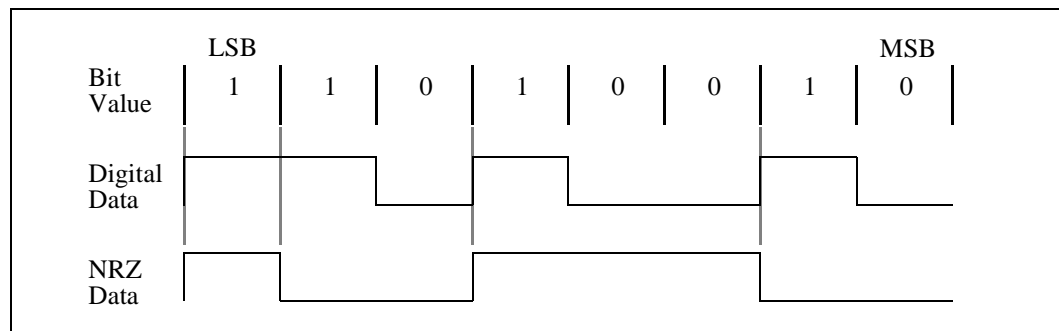 LSB MSB
Bit
Value
1 1 0 1 0 0 1 0
Digital
Data
NRZ
Data